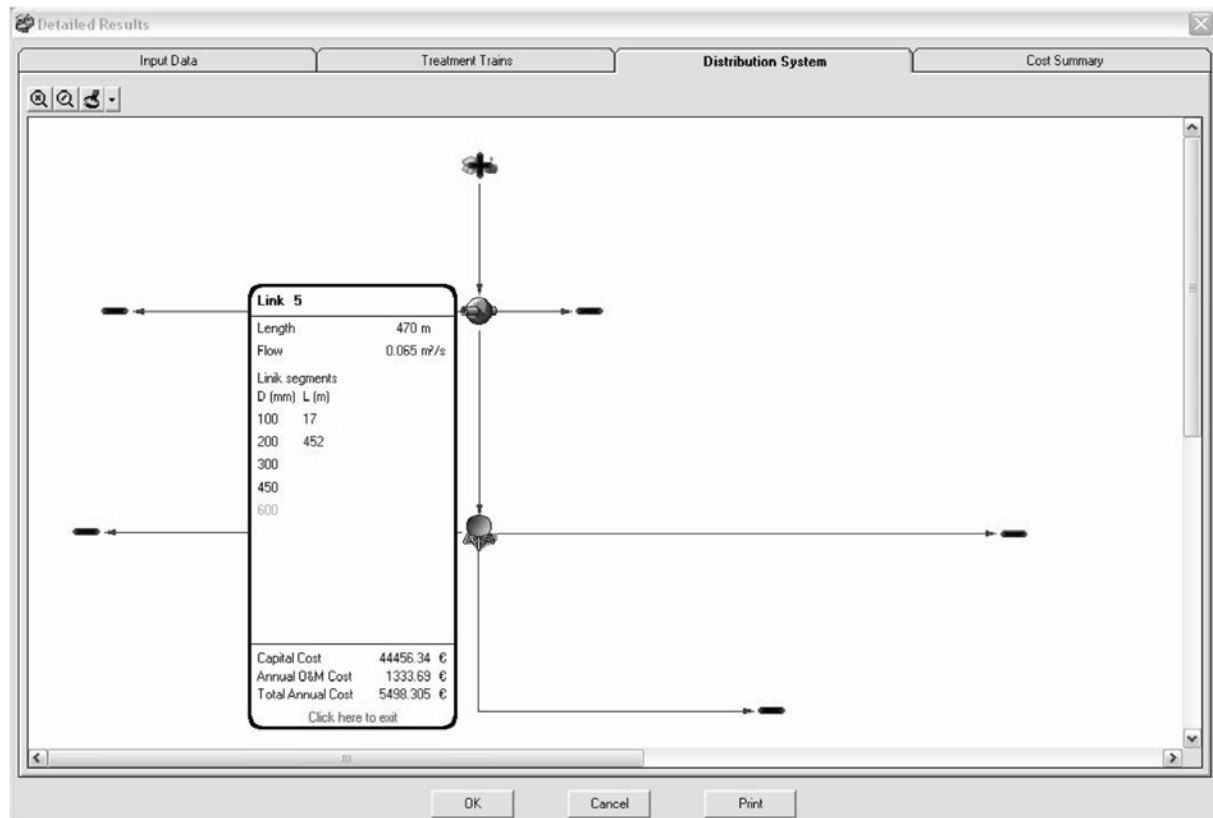 Detailed Results
Input Data Treatment Trains Distribution System Cost Summary
Link 5
Length 470 m
Flow 0.065 m³/s
Linik segments
D (mm) L (m)
100 17
200 452
300
450
600
Capital Cost 44456.34 €
Annual O&M Cost 1333.69 €
Total Annual Cost 5498.305 €
Click here to exit
OK Cancel Print